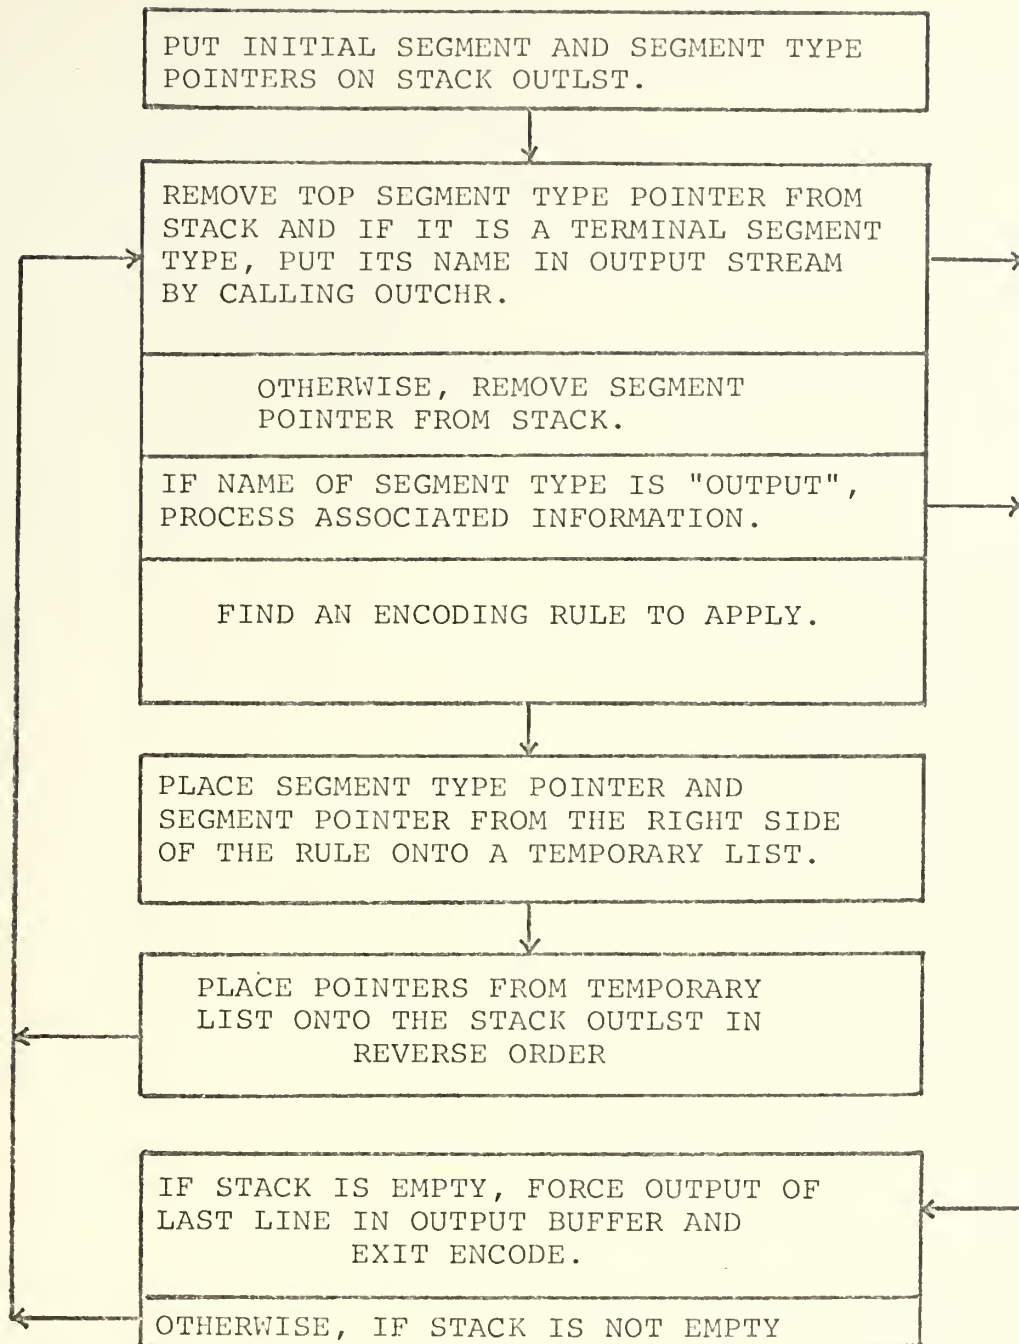 PUT INITIAL SEGMENT AND SEGMENT TYPE
POINTERS ON STACK OUTLST.
REMOVE TOP SEGMENT TYPE POINTER FROM
STACK AND IF IT IS A TERMINAL SEGMENT
TYPE, PUT ITS NAME IN OUTPUT STREAM
BY CALLING OUTCHR.
OTHERWISE, REMOVE SEGMENT
POINTER FROM STACK.
IF NAME OF SEGMENT TYPE IS "OUTPUT",
PROCESS ASSOCIATED INFORMATION.
FIND AN ENCODING RULE TO APPLY.
PLACE SEGMENT TYPE POINTER AND
SEGMENT POINTER FROM THE RIGHT SIDE
OF THE RULE ONTO A TEMPORARY LIST.
PLACE POINTERS FROM TEMPORARY
LIST ONTO THE STACK OUTLST IN
REVERSE ORDER
IF STACK IS EMPTY, FORCE OUTPUT OF
LAST LINE IN OUTPUT BUFFER AND
EXIT ENCODE.
OTHERWISE, IF STACK IS NOT EMPTY